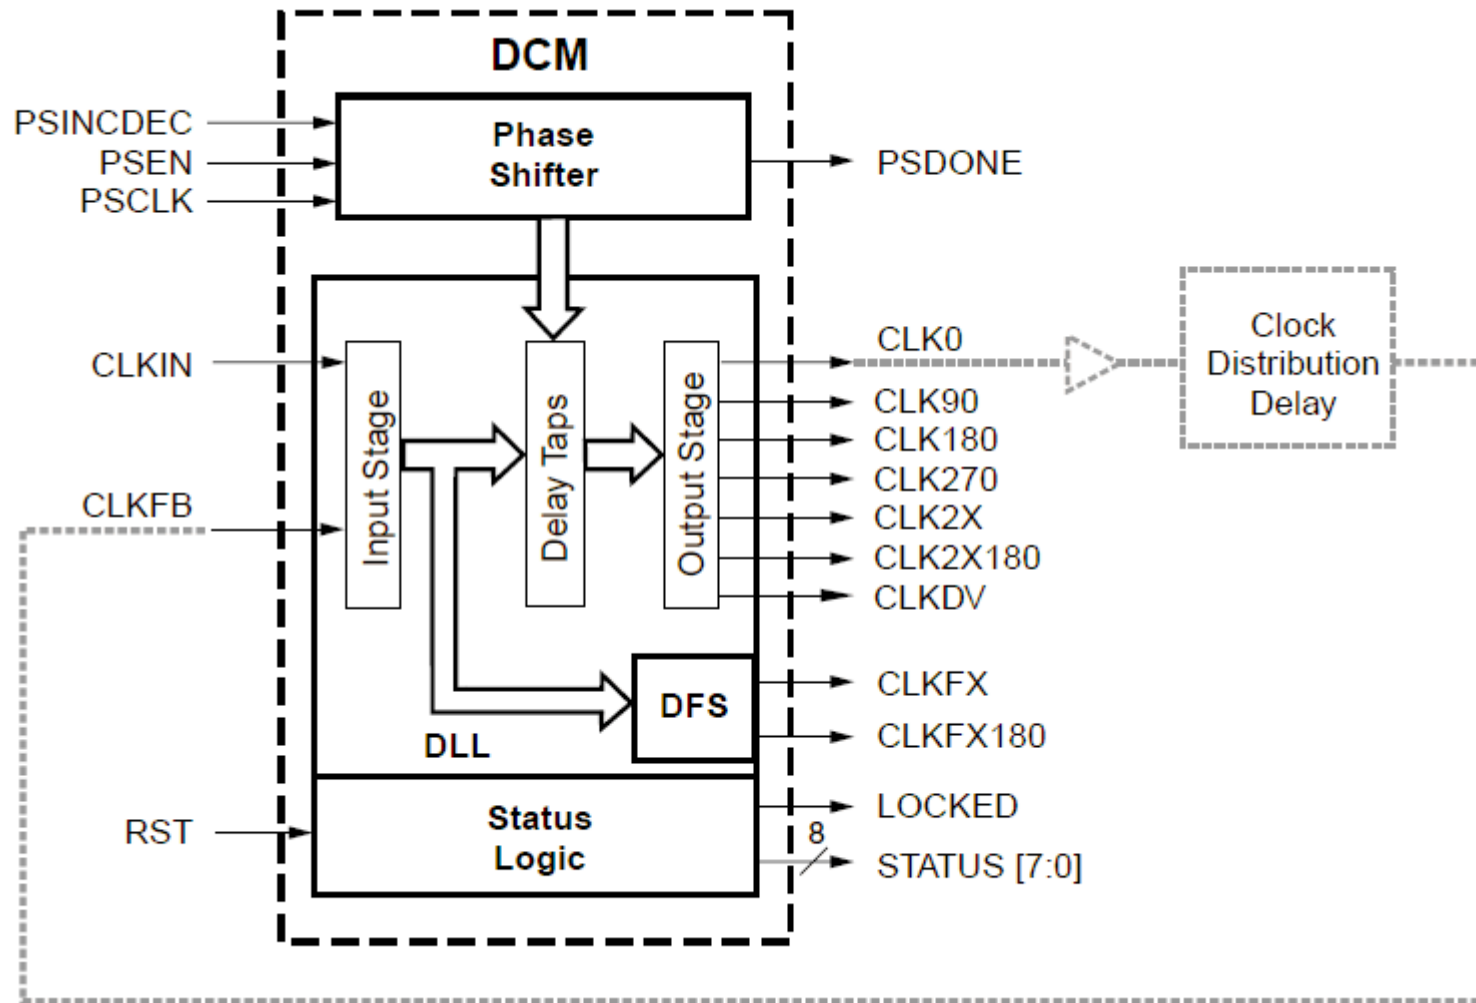 DCM
PSINCDEC
PSEN
PSCLK
Phase
Shifter
PSDONE
CLKIN
CLKFB
Input Stage
Delay Taps
Output Stage
CLK0
CLK90
CLK180
CLK270
CLK2X
CLK2X180
CLKDV
Clock
Distribution
Delay
DFS
DLL
CLKFX
CLKFX180
RST
Status
Logic
LOCKED
8
STATUS [7:0]